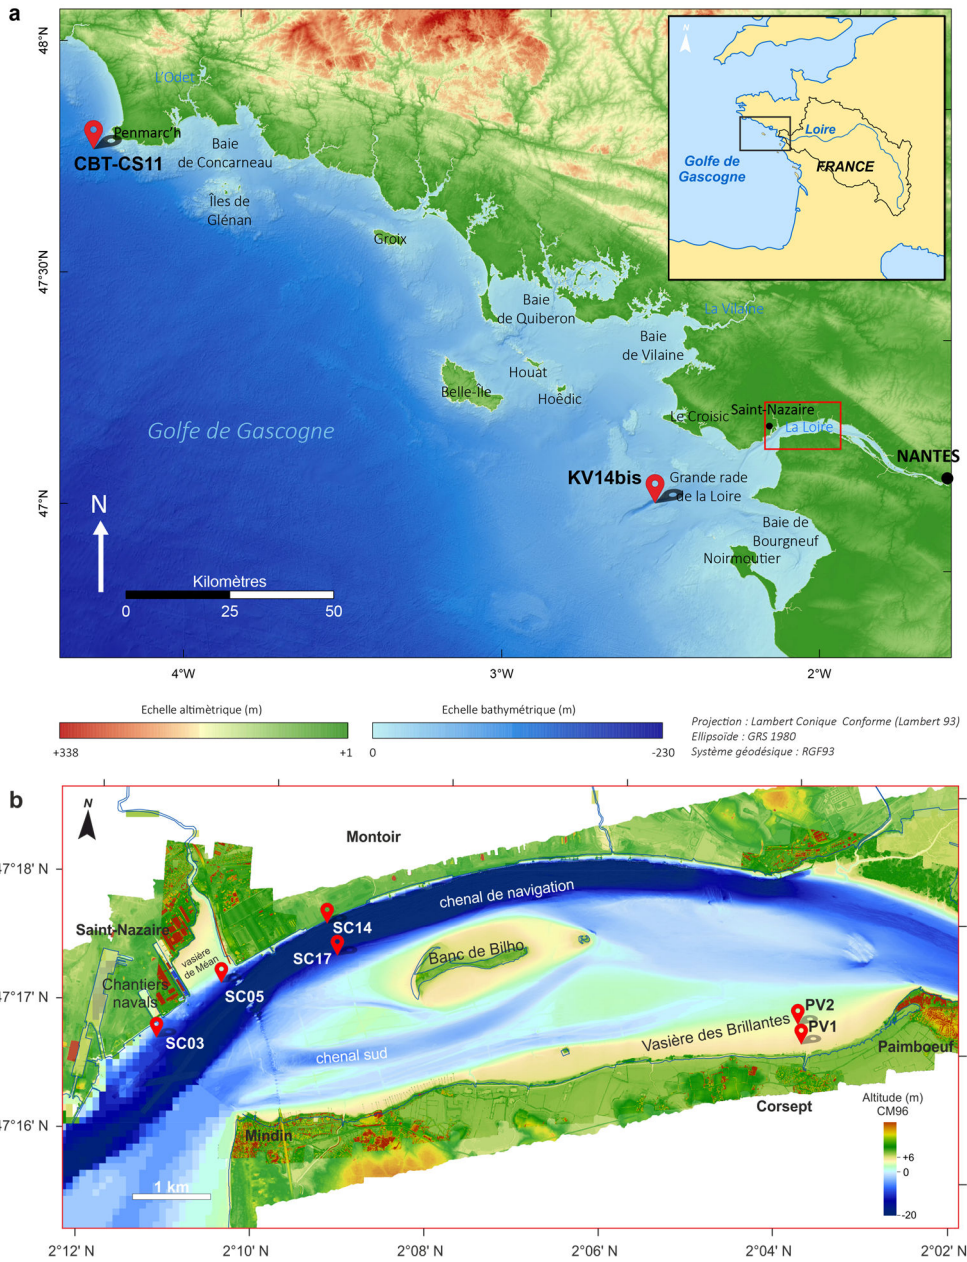 a
48°N
47°30'N
47°N
N
Loire
Golfe de
Gascogne
FRANCE
L'Odet
Penmarc'h
CBT-CS11
Baie
de Concarneau
Îles de
Glénan
Groix
Baie
de Quiberon
La Vilaine
Baie
de Vilaine
Houat
Belle-Île
Hoëdic
Le Croisic
Saint-Nazaire
La Loire
NANTES
Golfe de Gascogne
KV14bis
Grande rade
de la Loire
Baie de
Bourgneuf
Noirmoutier
N
Kilomètres
0 25 50
4°W 3°W 2°W
Echelle altimètrique (m)
+338 +1
Echelle bathymétrique (m)
0 -230
Projection : Lambert Conique Conforme (Lambert 93)
Ellipsoïde : GRS 1980
Système géodésique : RGF93
b
N
Montoir
47°18' N
47°17' N
47°16' N
chenal de navigation
SC14
SC17
Saint-Nazaire
vasière
de Méan
Banc de Bilho
Chantiers
navals
SC05
SC03
PV2
PV1
Vasière des Brillantes
chenal sud
Paimboeuf
Corsept
Mindin
Altitude (m)
CM96
+6
0
-20
1 km
2°12' N 2°10' N 2°08' N 2°06' N 2°04' N 2°02' N